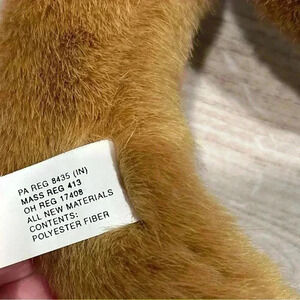 PA REG 8435 (IN)
MASS REG 413
OH REG 17408
ALL NEW MATERIALS
CONTENTS:
POLYESTER FIBER